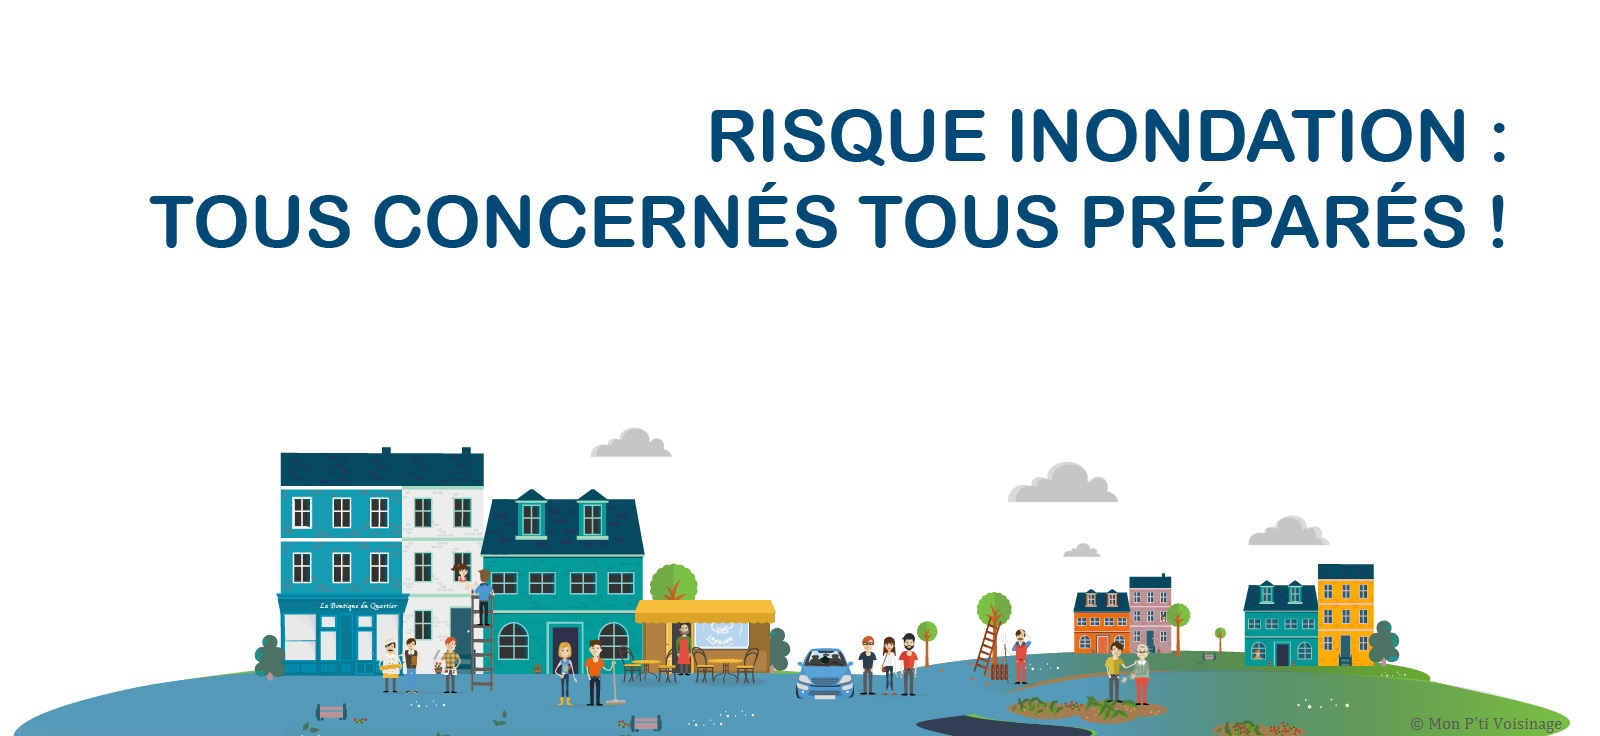 RISQUE INONDATION :
TOUS CONCERNÉS TOUS PRÉPARÉS !
La Boutique du Quartier
© Mon P'ti Voisinage